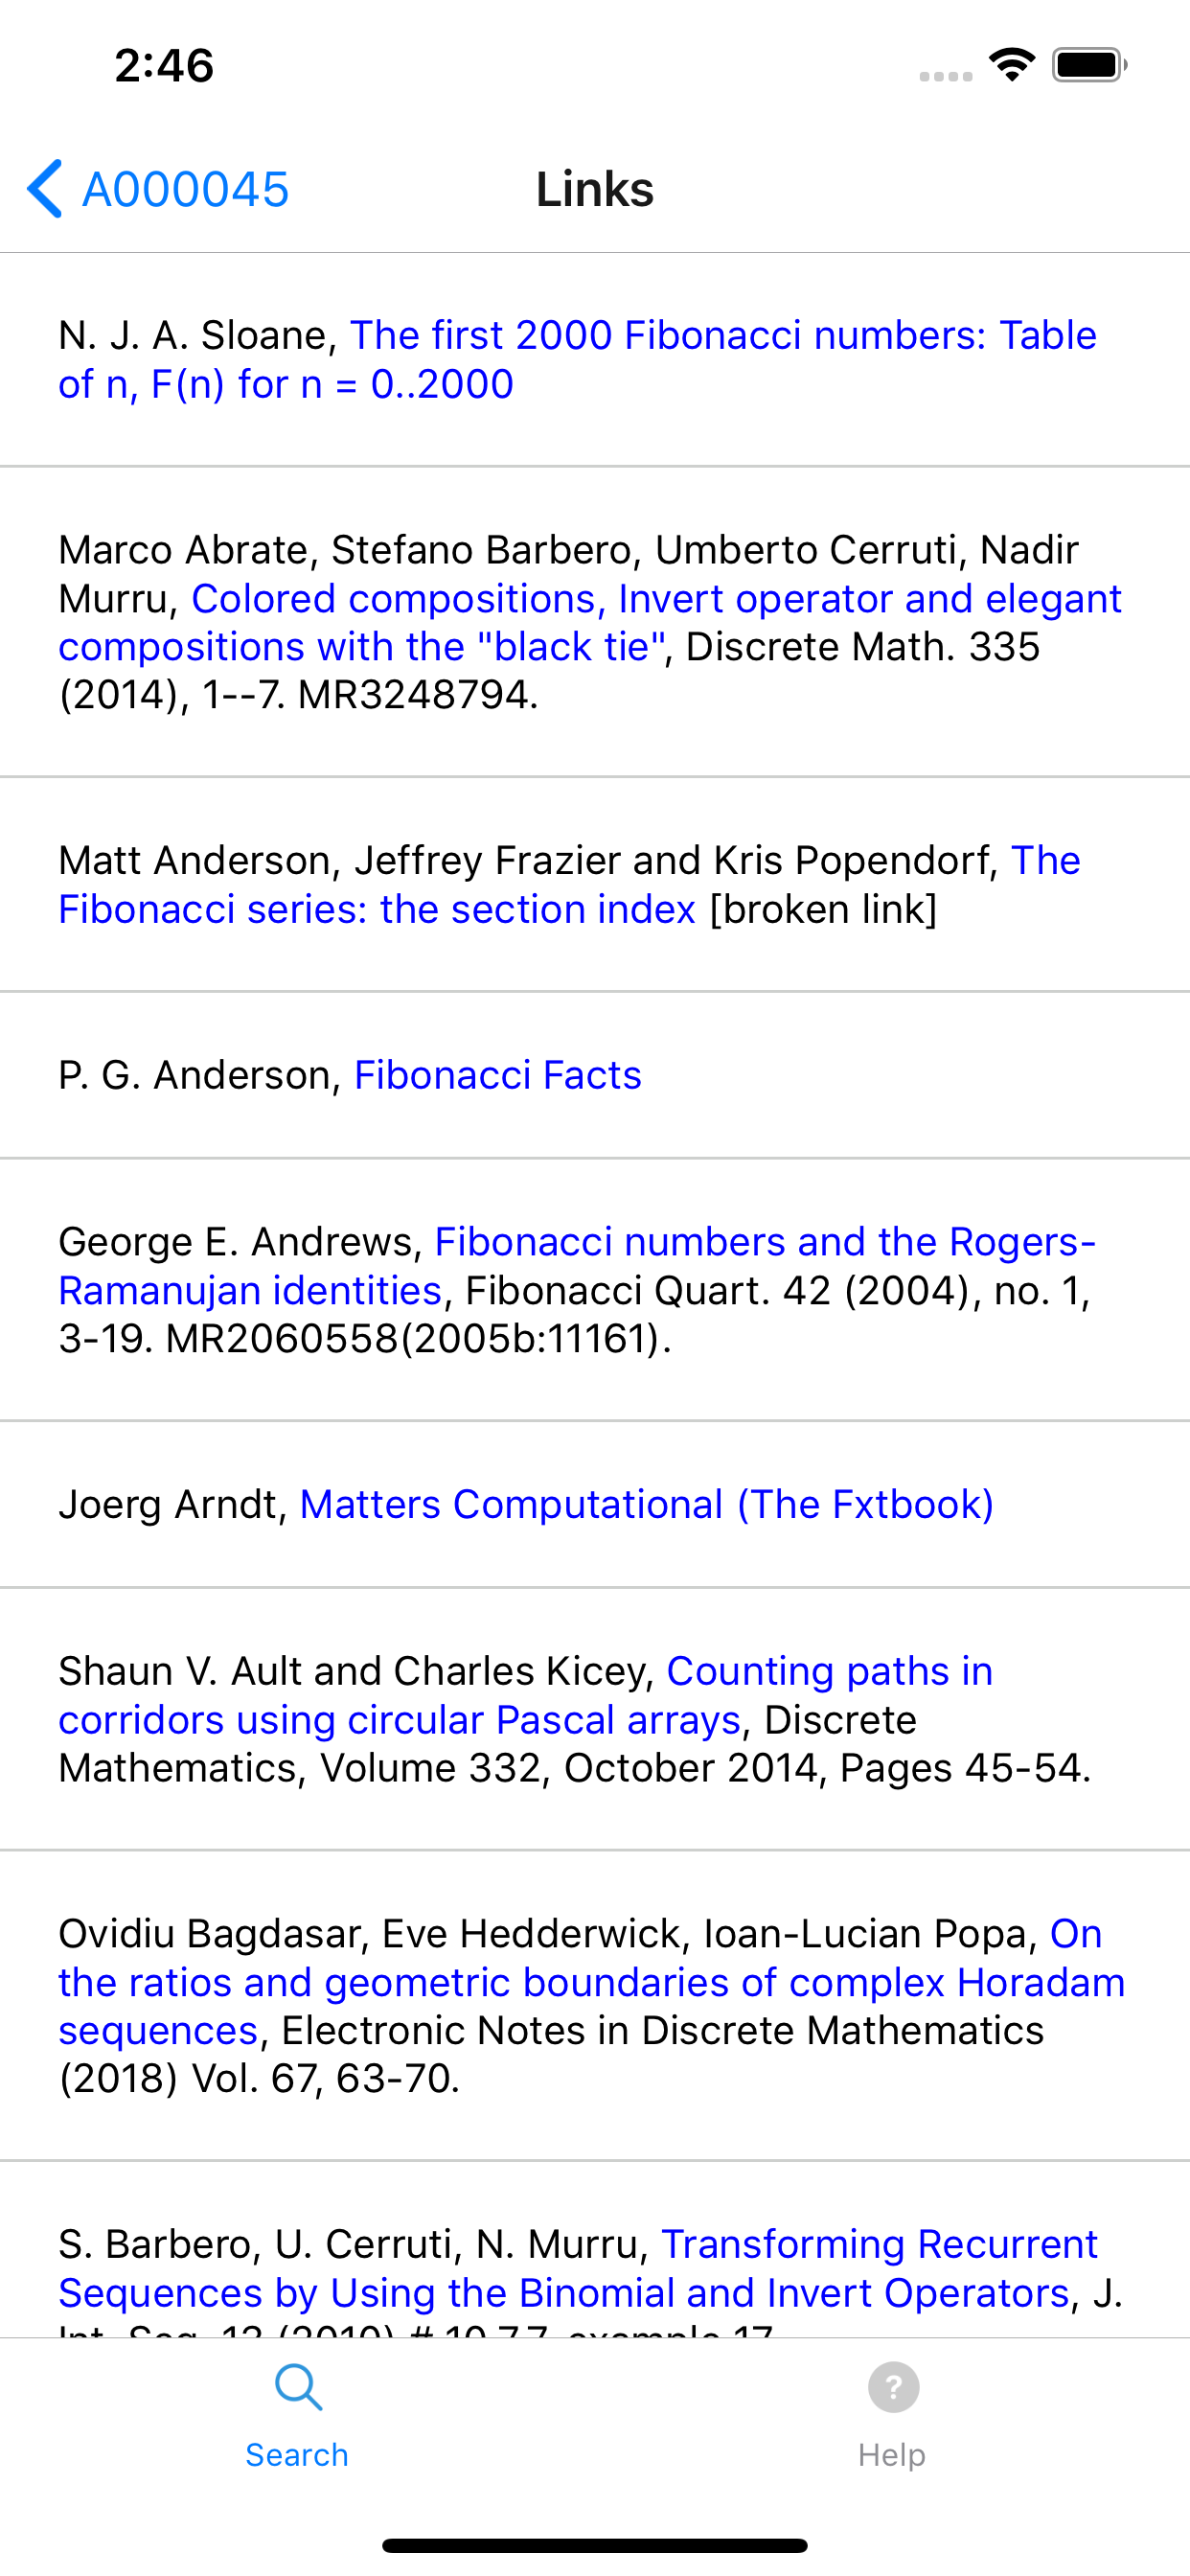 2:46
A000045
Links
N. J. A. Sloane, The first 2000 Fibonacci numbers: Table
of n, F(n) for n = 0..2000
Marco Abrate, Stefano Barbero, Umberto Cerruti, Nadir
Murru, Colored compositions, Invert operator and elegant
compositions with the "black tie", Discrete Math. 335
(2014), 1--7. MR3248794.
Matt Anderson, Jeffrey Frazier and Kris Popendorf, The
Fibonacci series: the section index [broken link]
P. G. Anderson, Fibonacci Facts
George E. Andrews, Fibonacci numbers and the Rogers-
Ramanujan identities, Fibonacci Quart. 42 (2004), no. 1,
3-19. MR2060558(2005b:11161).
Joerg Arndt, Matters Computational (The Fxtbook)
Shaun V. Ault and Charles Kicey, Counting paths in
corridors using circular Pascal arrays, Discrete
Mathematics, Volume 332, October 2014, Pages 45-54.
Ovidiu Bagdasar, Eve Hedderwick, Ioan-Lucian Popa, On
the ratios and geometric boundaries of complex Horadam
sequences, Electronic Notes in Discrete Mathematics
(2018) Vol. 67, 63-70.
S. Barbero, U. Cerruti, N. Murru, Transforming Recurrent
Sequences by Using the Binomial and Invert Operators, J.
Search
Help